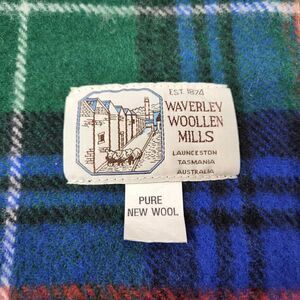 EST. 1874
WAVERLEY
WOOLLEN
MILLS
LAUNCESTON
TASMANIA
AUSTRALIA
PURE
NEW WOOL